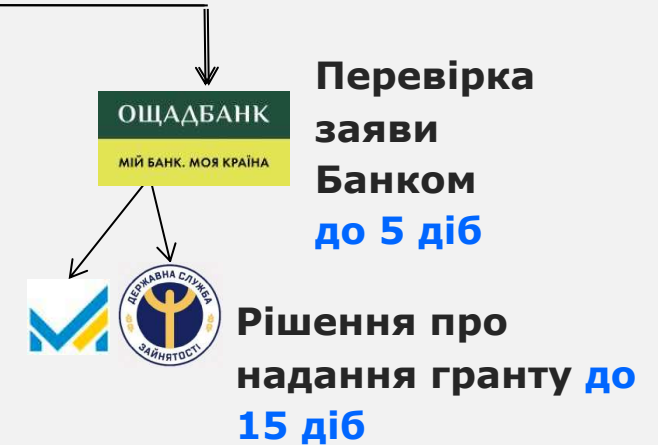 ОЩАДБАНК
МІЙ БАНК. МОЯ КРАЇНА
Перевірка
заяви
Банком
до 5 діб
ДЕРЖАВНА СЛУЖБА
ЗАЙНЯТОСТІ
Рішення про
надання гранту до
15 діб